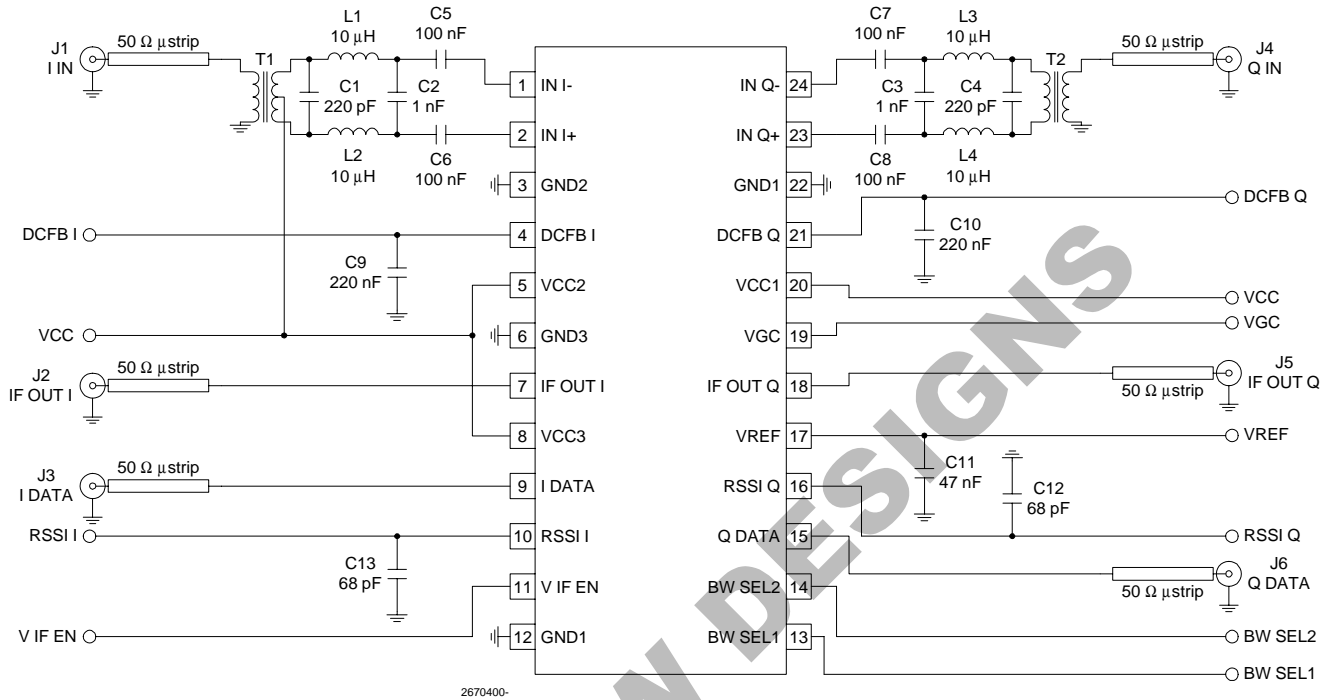 J1
I IN
50 Ω μstrip
T1
L1
10 μH
C5
100 nF
C1
220 pF
C2
1 nF
L2
10 μH
C6
100 nF
1 IN I-
2 IN I+
3 GND2
DCFB I
4 DCFB I
C9
220 nF
5 VCC2
VCC
6 GND3
J2
IF OUT I
50 Ω μstrip
7 IF OUT I
8 VCC3
J3
I DATA
50 Ω μstrip
9 I DATA
RSSI I
10 RSSI I
C13
68 pF
11 V IF EN
V IF EN
12 GND1
C7
100 nF
L3
10 μH
T2
50 Ω μstrip
J4
Q IN
IN Q- 24
C3
1 nF
C4
220 pF
IN Q+ 23
C8
100 nF
L4
10 μH
GND1 22
DCFB Q
DCFB Q 21
C10
220 nF
VCC1 20
VCC
VGC 19
VGC
IF OUT Q 18
50 Ω μstrip
J5
IF OUT Q
VREF 17
VREF
C11
47 nF
RSSI Q 16
C12
68 pF
RSSI Q
Q DATA 15
50 Ω μstrip
J6
Q DATA
BW SEL2 14
BW SEL2
BW SEL1 13
BW SEL1
2670400-
W DESIGNS